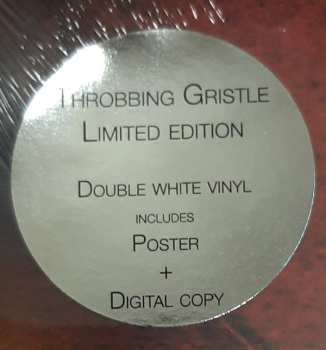 THROBBING GRISTLE
LIMITED EDITION
DOUBLE WHITE VINYL
INCLUDES
POSTER
+
DIGITAL COPY